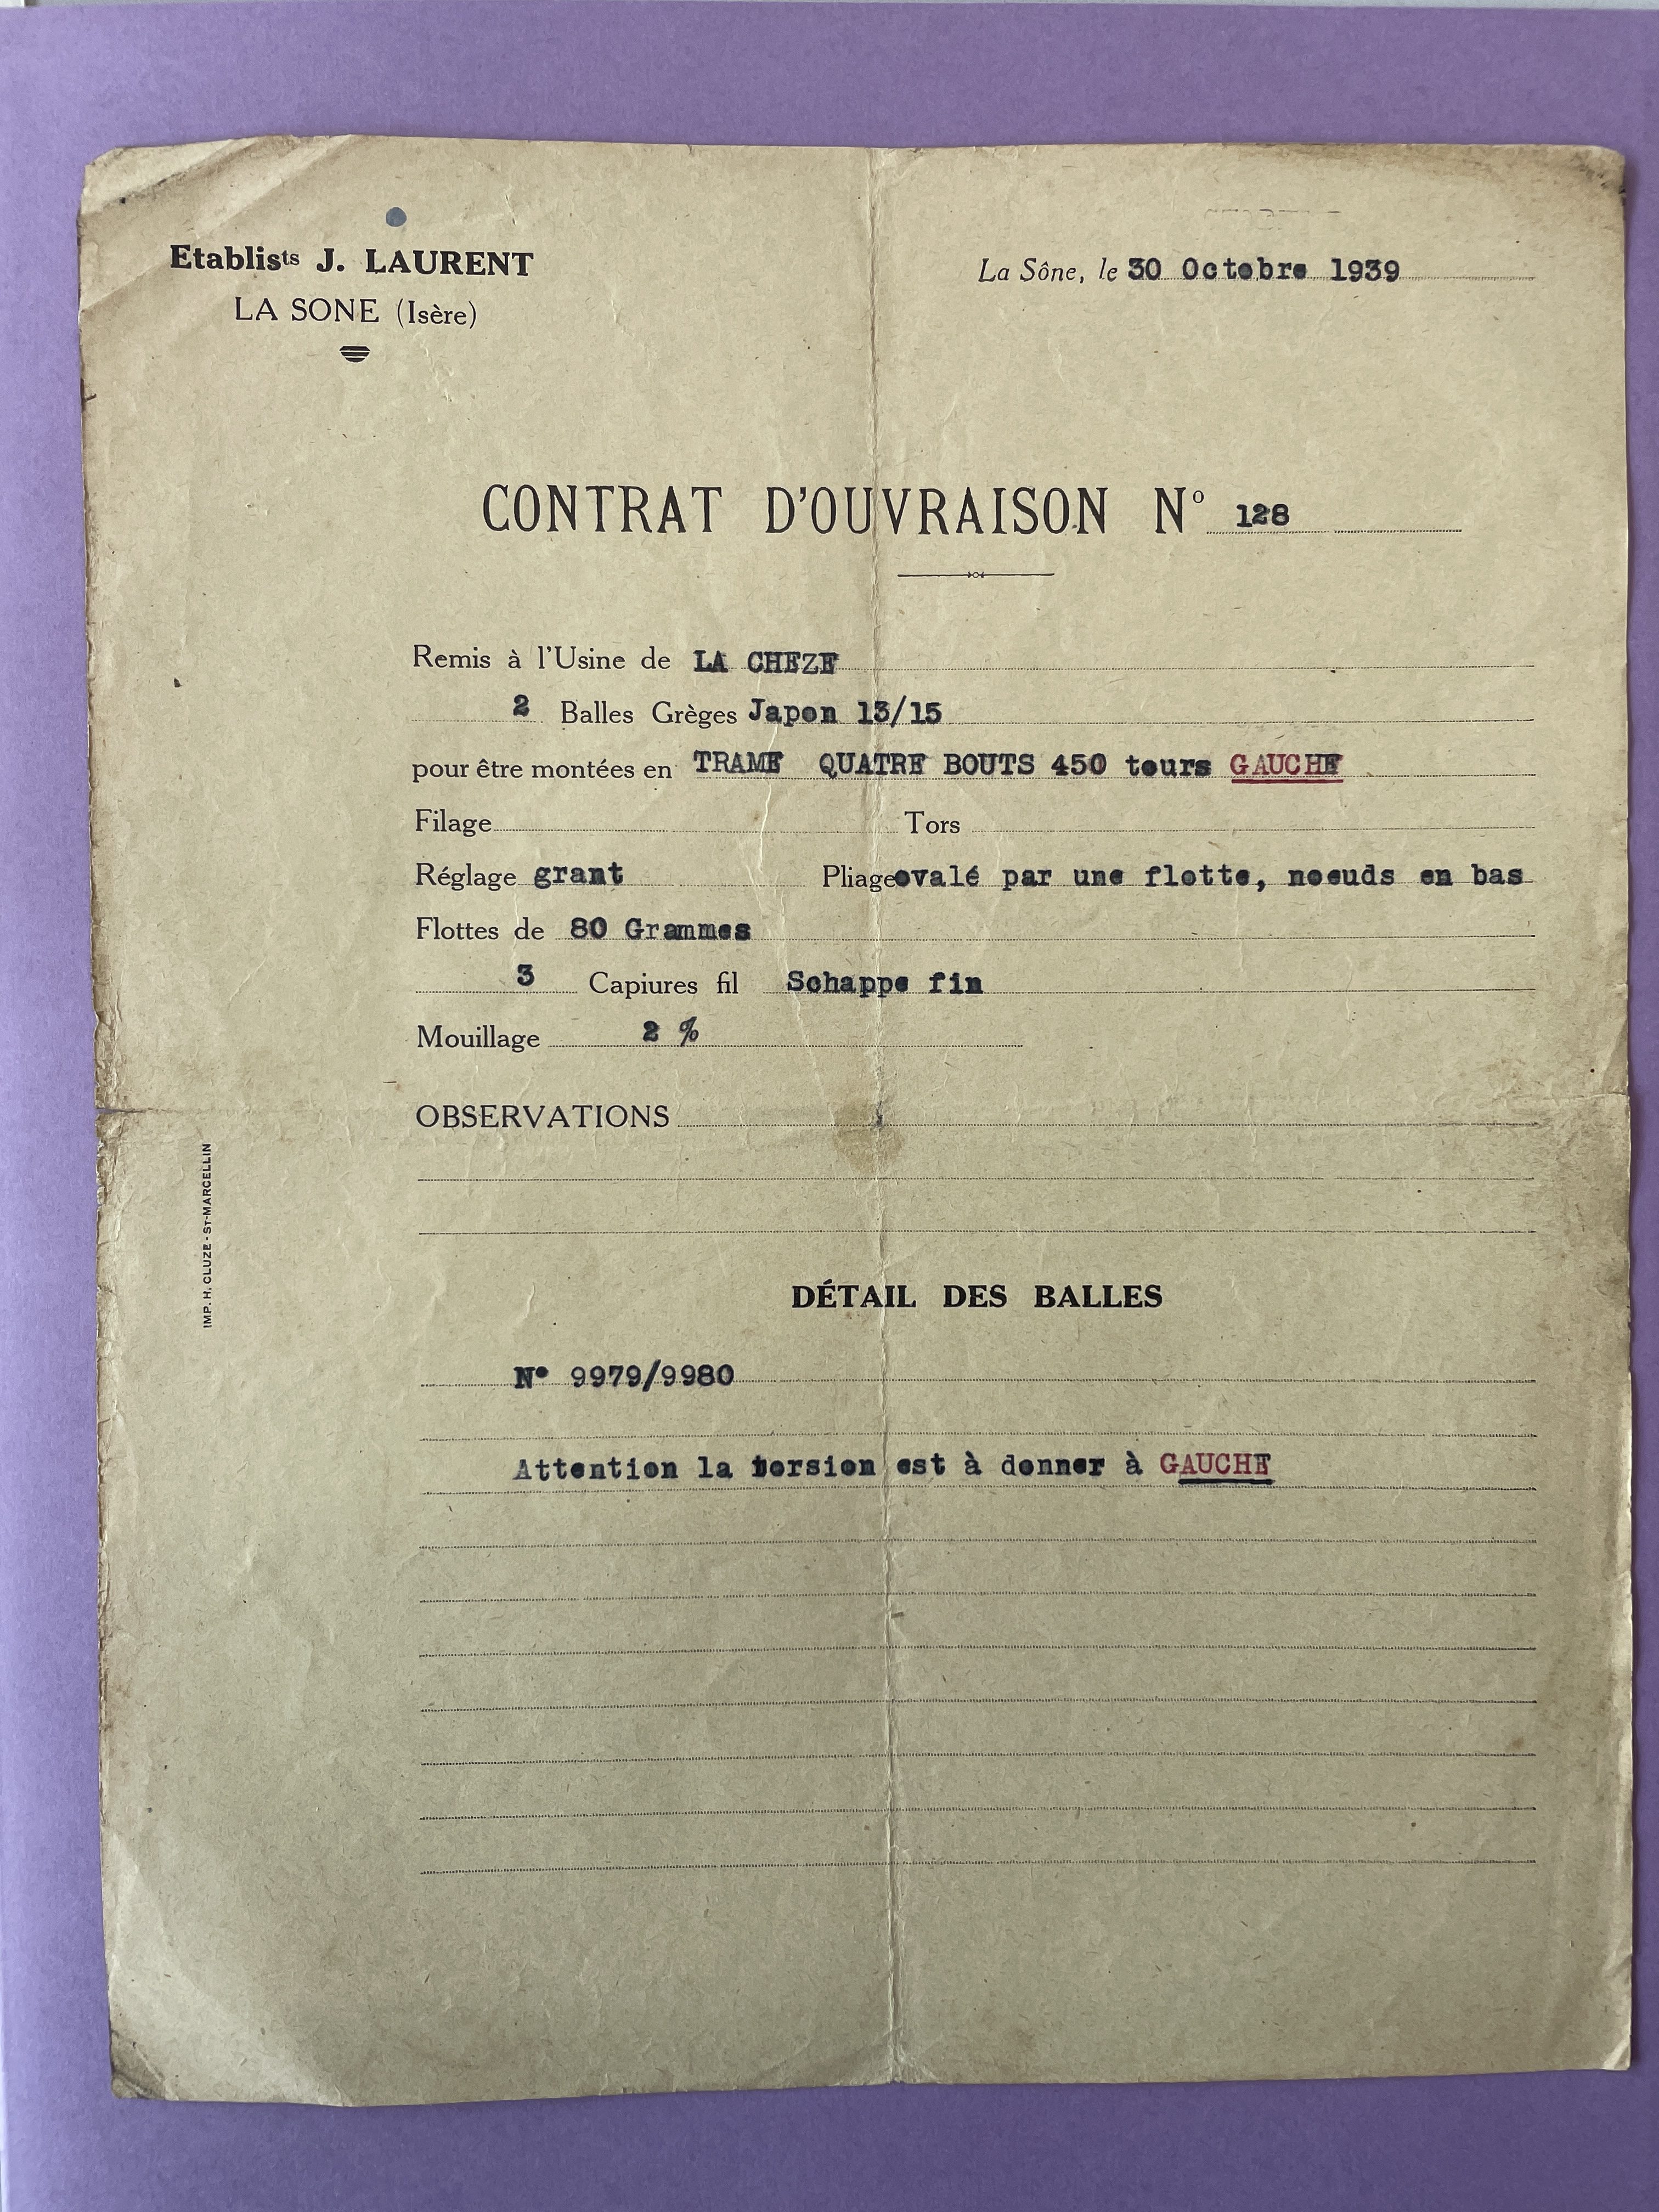 Etablists J. LAURENT
LA SONE (Isère)
La Sône, le 30 Octobre 1939
CONTRAT D'OUVRAISON No 128
Remis à l'Usine de LA CHEZE
2 Balles Grèges Japon 13/15
pour être montées en TRAME QUATRE BOUTS 450 tours GAUCHE
Filage Tors
Réglage grant Pliage ovalé par une flotte, noeuds en bas
Flottes de 80 Grammes
3 Capiures fil Schappe fin
Mouillage 2 %
OBSERVATIONS
IMP. H. CLUZE - ST-MARCELLIN
DÉTAIL DES BALLES
N° 9979/9980
Attention la torsion est à donner à GAUCHE